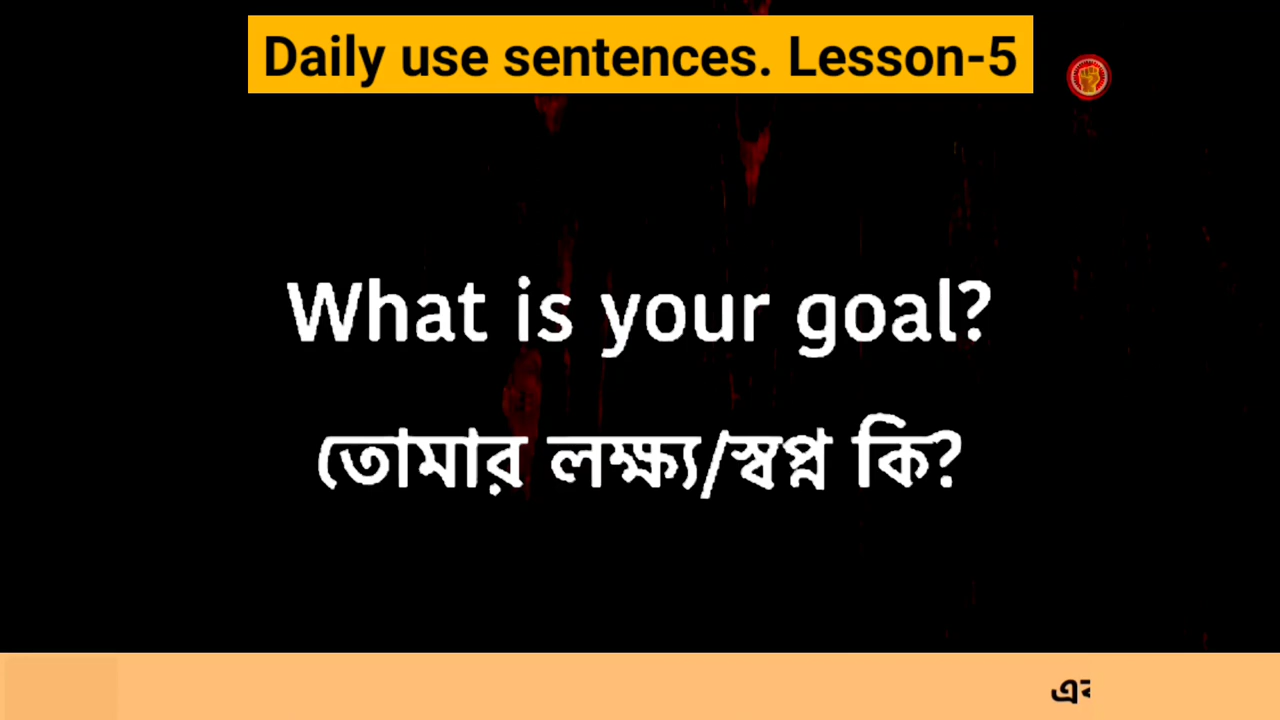 Daily use sentences. Lesson-5
What is your goal?
তোমার লক্ষ্য/স্বপ্ন কি?